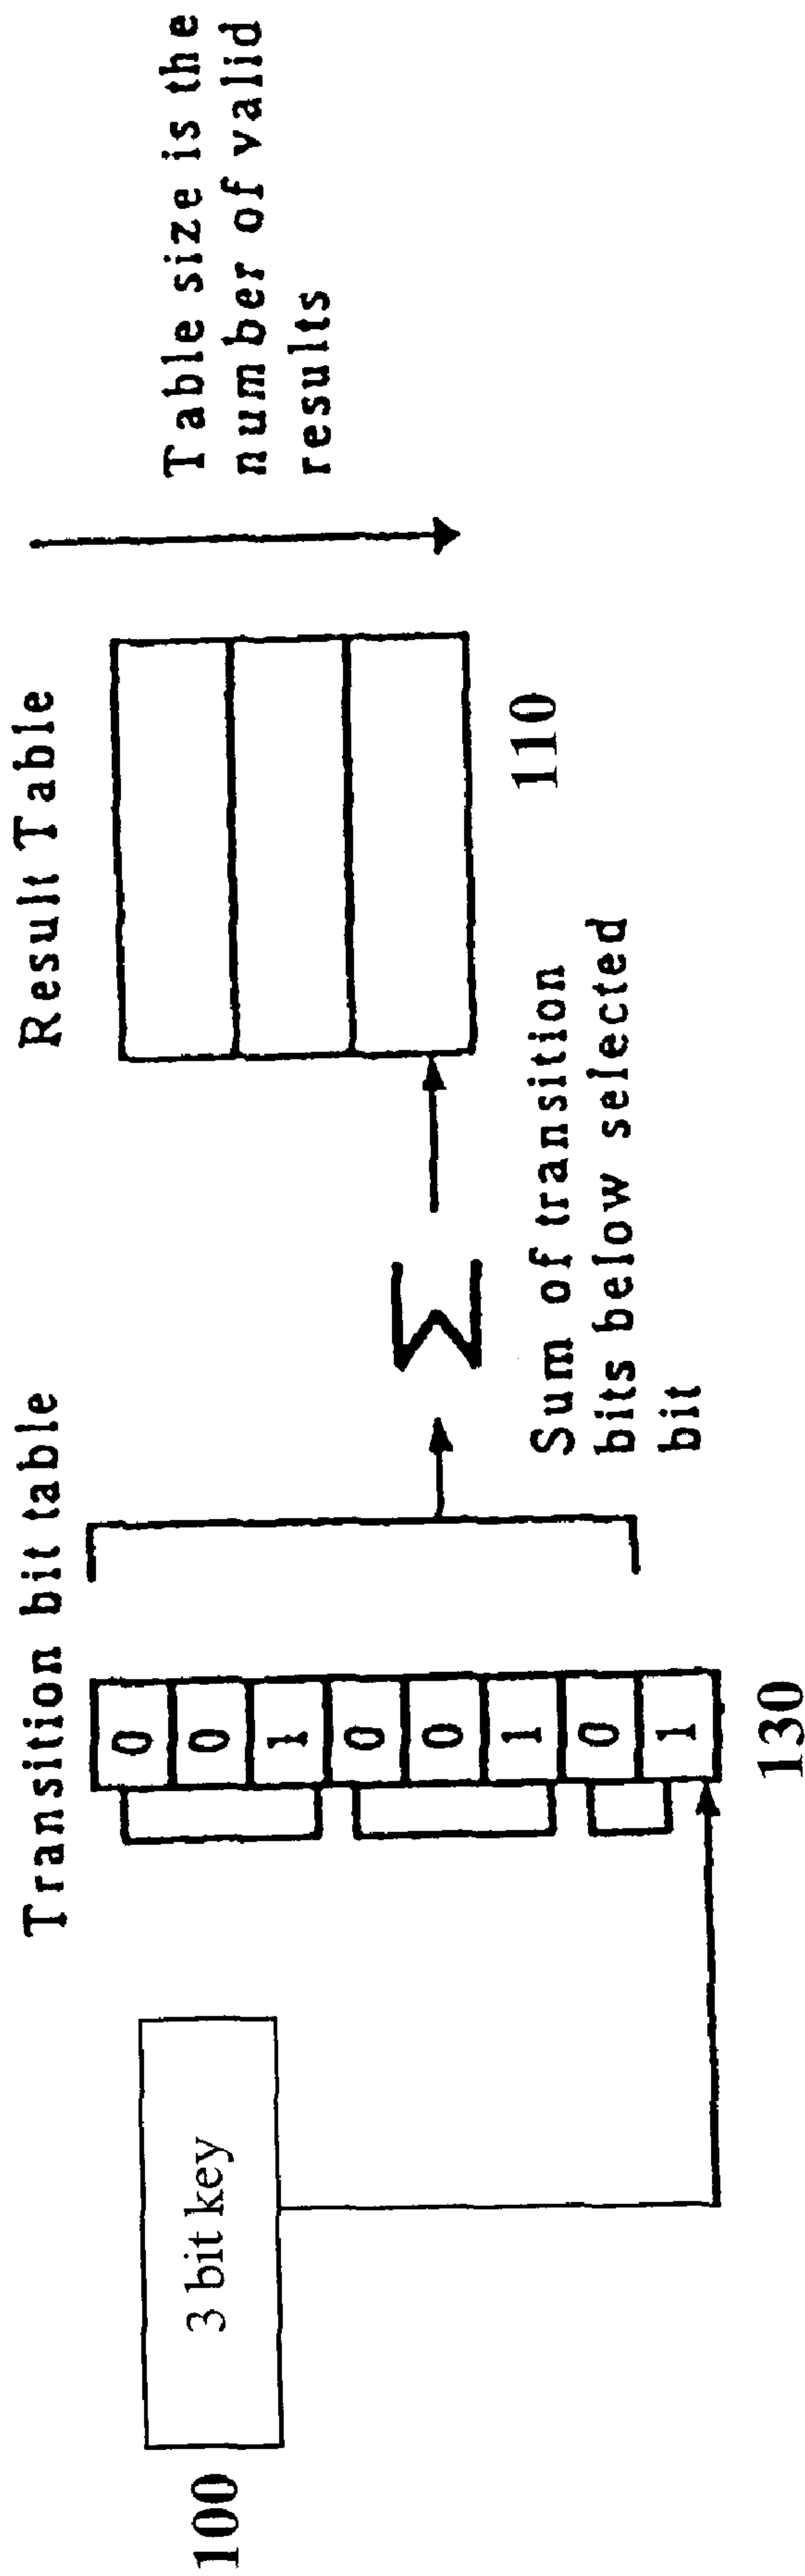 Transition bit table
Result Table
Table size is the
number of valid
results
100
3 bit key
0
0
1
0
0
1
0
1
130
Σ
Sum of transition
bits below selected
bit
110